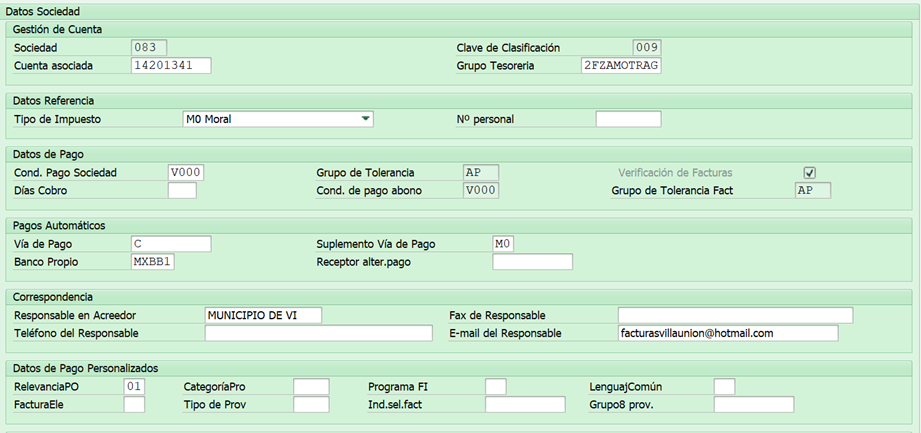 Datos Sociedad
Gestión de Cuenta
Sociedad 083 Clave de Clasificación 009
Cuenta asociada 14201341 Grupo Tesoreria 2FZAMOTRAG
Datos Referencia
Tipo de Impuesto M0 Moral Nº personal
Datos de Pago
Cond. Pago Sociedad V000 Grupo de Tolerancia AP Verificación de Facturas
Días Cobro Cond. de pago abono V000 Grupo de Tolerancia Fact AP
Pagos Automáticos
Vía de Pago C Suplemento Vía de Pago M0
Banco Propio MXBB1 Receptor alter.pago
Correspondencia
Responsable en Acreedor MUNICIPIO DE VI Fax de Responsable
Teléfono del Responsable E-mail del Responsable facturasvillaunion@hotmail.com
Datos de Pago Personalizados
RelevanciaPO 01 CategoríaPro Programa FI LenguajComún
FacturaEle Tipo de Prov Ind.sel.fact Grupo8 prov.